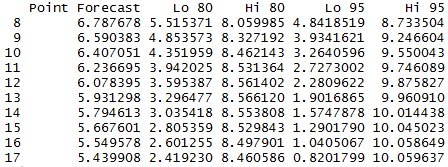 Point Forecast Lo 80 Hi 80 Lo 95 Hi 95
8 6.787678 5.515371 8.059985 4.8418519 8.733504
9 6.590383 4.853573 8.327192 3.9341621 9.246604
10 6.407051 4.351959 8.462143 3.2640596 9.550043
11 6.236695 3.942025 8.531364 2.7273002 9.746089
12 6.078395 3.595387 8.561402 2.2809622 9.875827
13 5.931298 3.296477 8.566120 1.9016865 9.960910
14 5.794613 3.035418 8.553808 1.5747878 10.014438
15 5.667601 2.805359 8.529843 1.2901790 10.045023
16 5.549578 2.601255 8.497901 1.0405067 10.058649
17 5.439908 2.419230 8.460586 0.8201799 10.059636